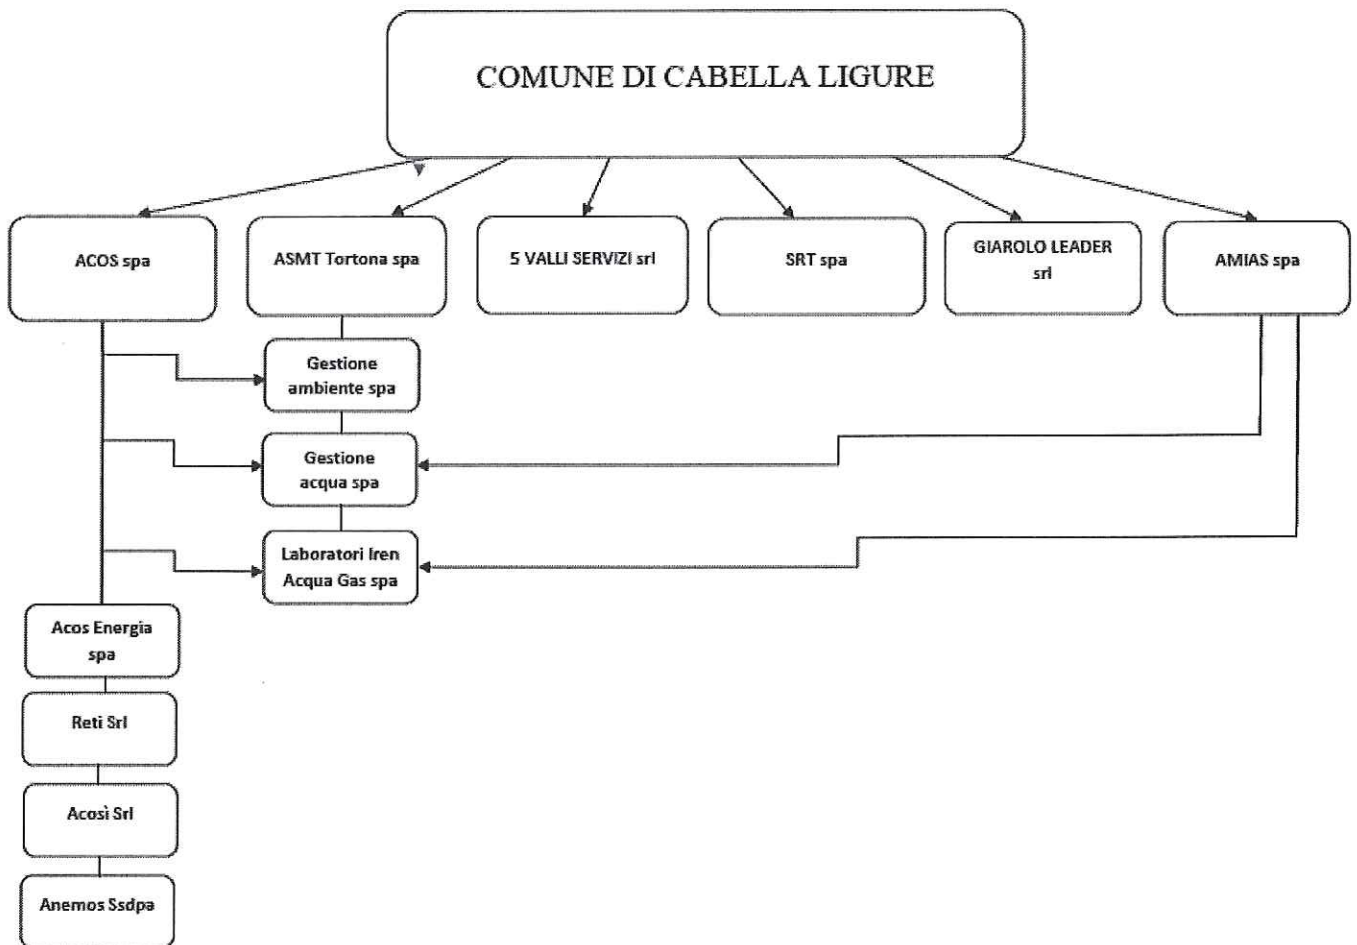 COMUNE DI CABELLA LIGURE
ACOS spa
ASMT Tortona spa
5 VALLI SERVIZI srl
SRT spa
GIAROLO LEADER
srl
AMIAS spa
Gestione
ambiente spa
Gestione
acqua spa
Laboratori Iren
Acqua Gas spa
Acos Energia
spa
Reti Srl
Acosì Srl
Anemos Ssdpa